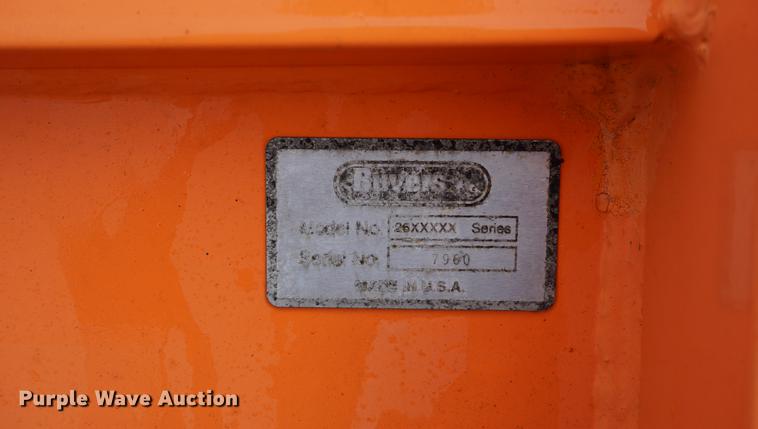 Buyers
Model No. 26XXXXX Series
Serial No. 7960
MADE IN U.S.A.
Purple Wave Auction